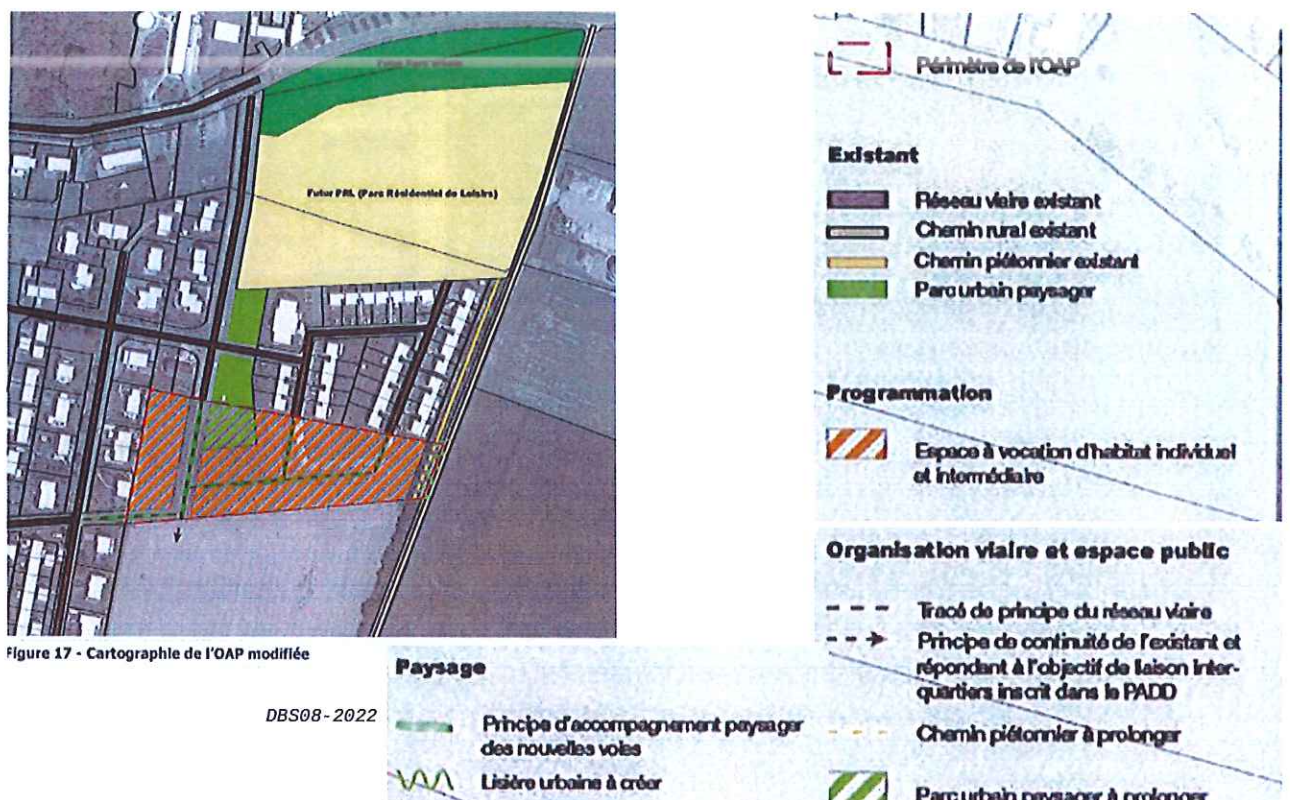 Futur Parc urbain
Futur PRL (Parc Résidentiel de Loisirs)
Figure 17 - Cartographie de l'OAP modifiée
DBS08-2022
Périmètre de l'OAP
Existant
Réseau viaire existant
Chemin rural existant
Chemin piétonnier existant
Parc urbain paysager
Programmation
Espace à vocation d'habitat individuel
et intermédiaire
Organisation viaire et espace public
Tracé de principe du réseau viaire
Principe de continuité de l'existant et
répondant à l'objectif de liaison inter-
quartiers inscrit dans le PADD
Chemin piétonnier à prolonger
Parc urbain paysager à prolonger
Paysage
Principe d'accompagnement paysager
des nouvelles voies
Lisière urbaine à créer